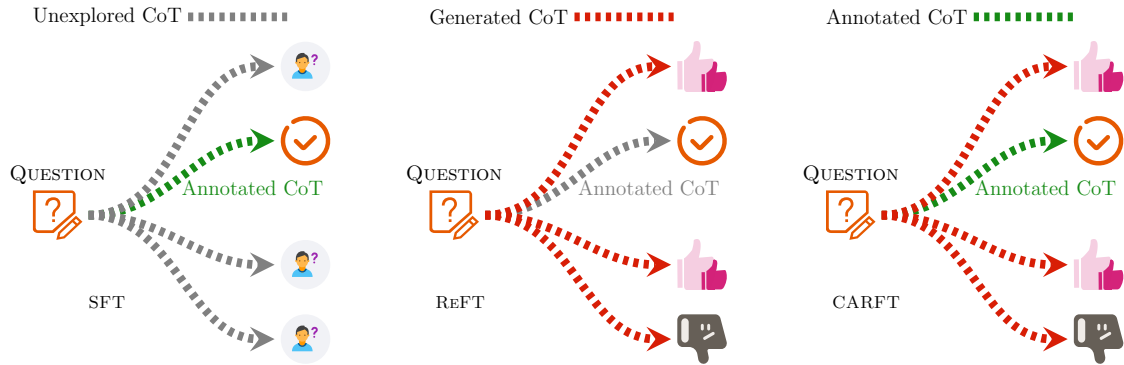 Unexplored CoT
Generated CoT
Annotated CoT
QUESTION
Annotated CoT
QUESTION
Annotated CoT
QUESTION
Annotated CoT
SFT
REFT
CARFT